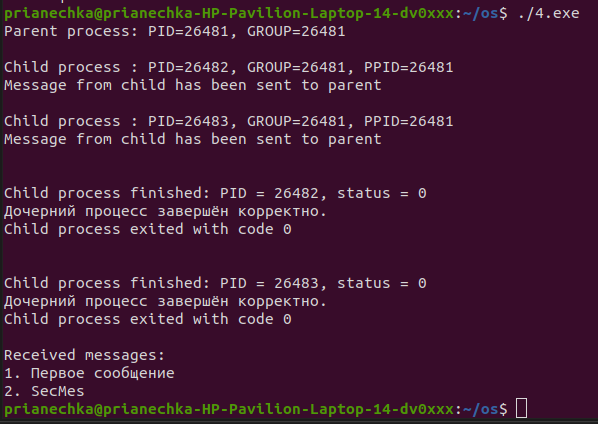 prianechka@prianechka-HP-Pavilion-Laptop-14-dv0xxx:~/os$ ./4.exe
Parent process: PID=26481, GROUP=26481
Child process : PID=26482, GROUP=26481, PPID=26481
Message from child has been sent to parent
Child process : PID=26483, GROUP=26481, PPID=26481
Message from child has been sent to parent
Child process finished: PID = 26482, status = 0
Дочерний процесс завершён корректно.
Child process exited with code 0
Child process finished: PID = 26483, status = 0
Дочерний процесс завершён корректно.
Child process exited with code 0
Received messages:
1. Первое сообщение
2. SecMes
prianechka@prianechka-HP-Pavilion-Laptop-14-dv0xxx:~/os$